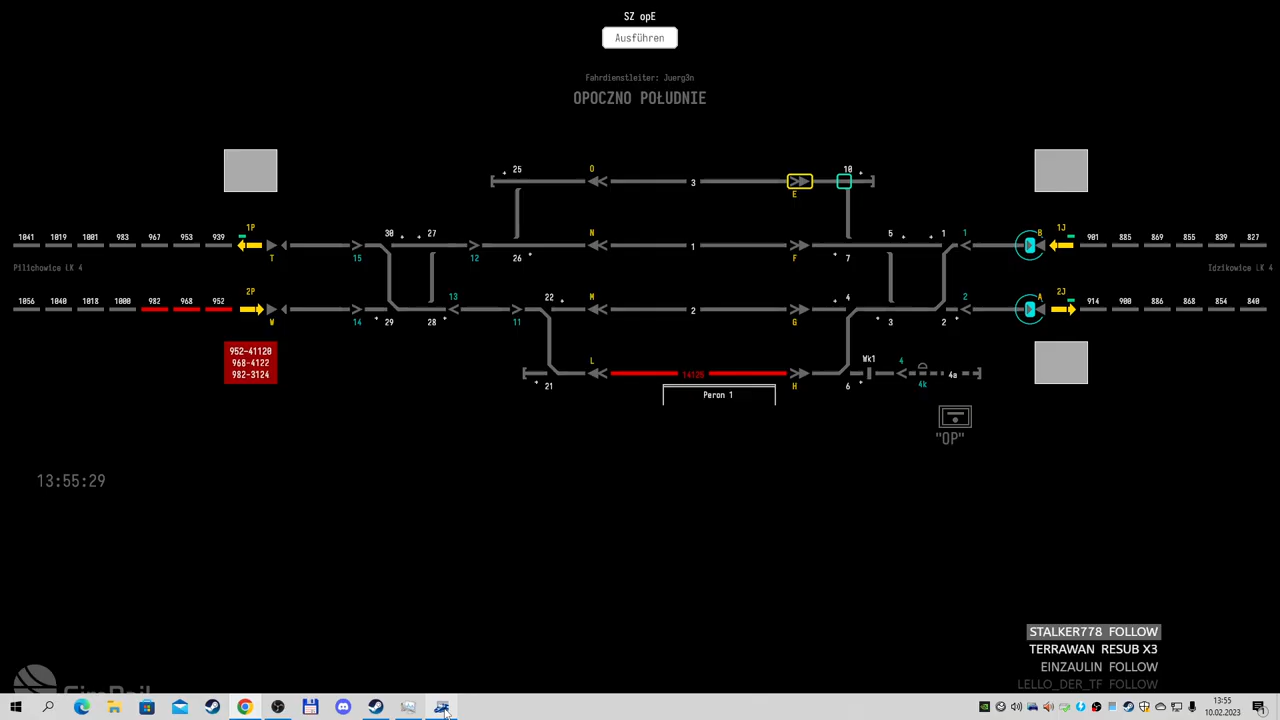 SZ opE
Ausführen
Fahrdienstleiter: Juerg3n
OPOCZNO POŁUDNIE
25
O
3
E
10
1041 1019 1001 983 967 953 939
1P
T
15
30
27
12
N
26
1
F
7
5
1
1
B
1J
901 885 869 855 839 827
Pilichowice LK 4
Idzikowice LK 4
1056 1040 1018 1000 982 968 952
2P
W
14
29
28
13
11
22
M
2
G
4
3
2
2
A
2J
914 900 886 868 854 840
952-41120
968-4122
982-3124
21
L
H
6
Wk1
4
4k
4a
Peron 1
"OP"
13:55:29
STALKER778 FOLLOW
TERRAWAN RESUB X3
EINZAULIN FOLLOW
LELLO_DER_TF FOLLOW
13:55
10.02.2023